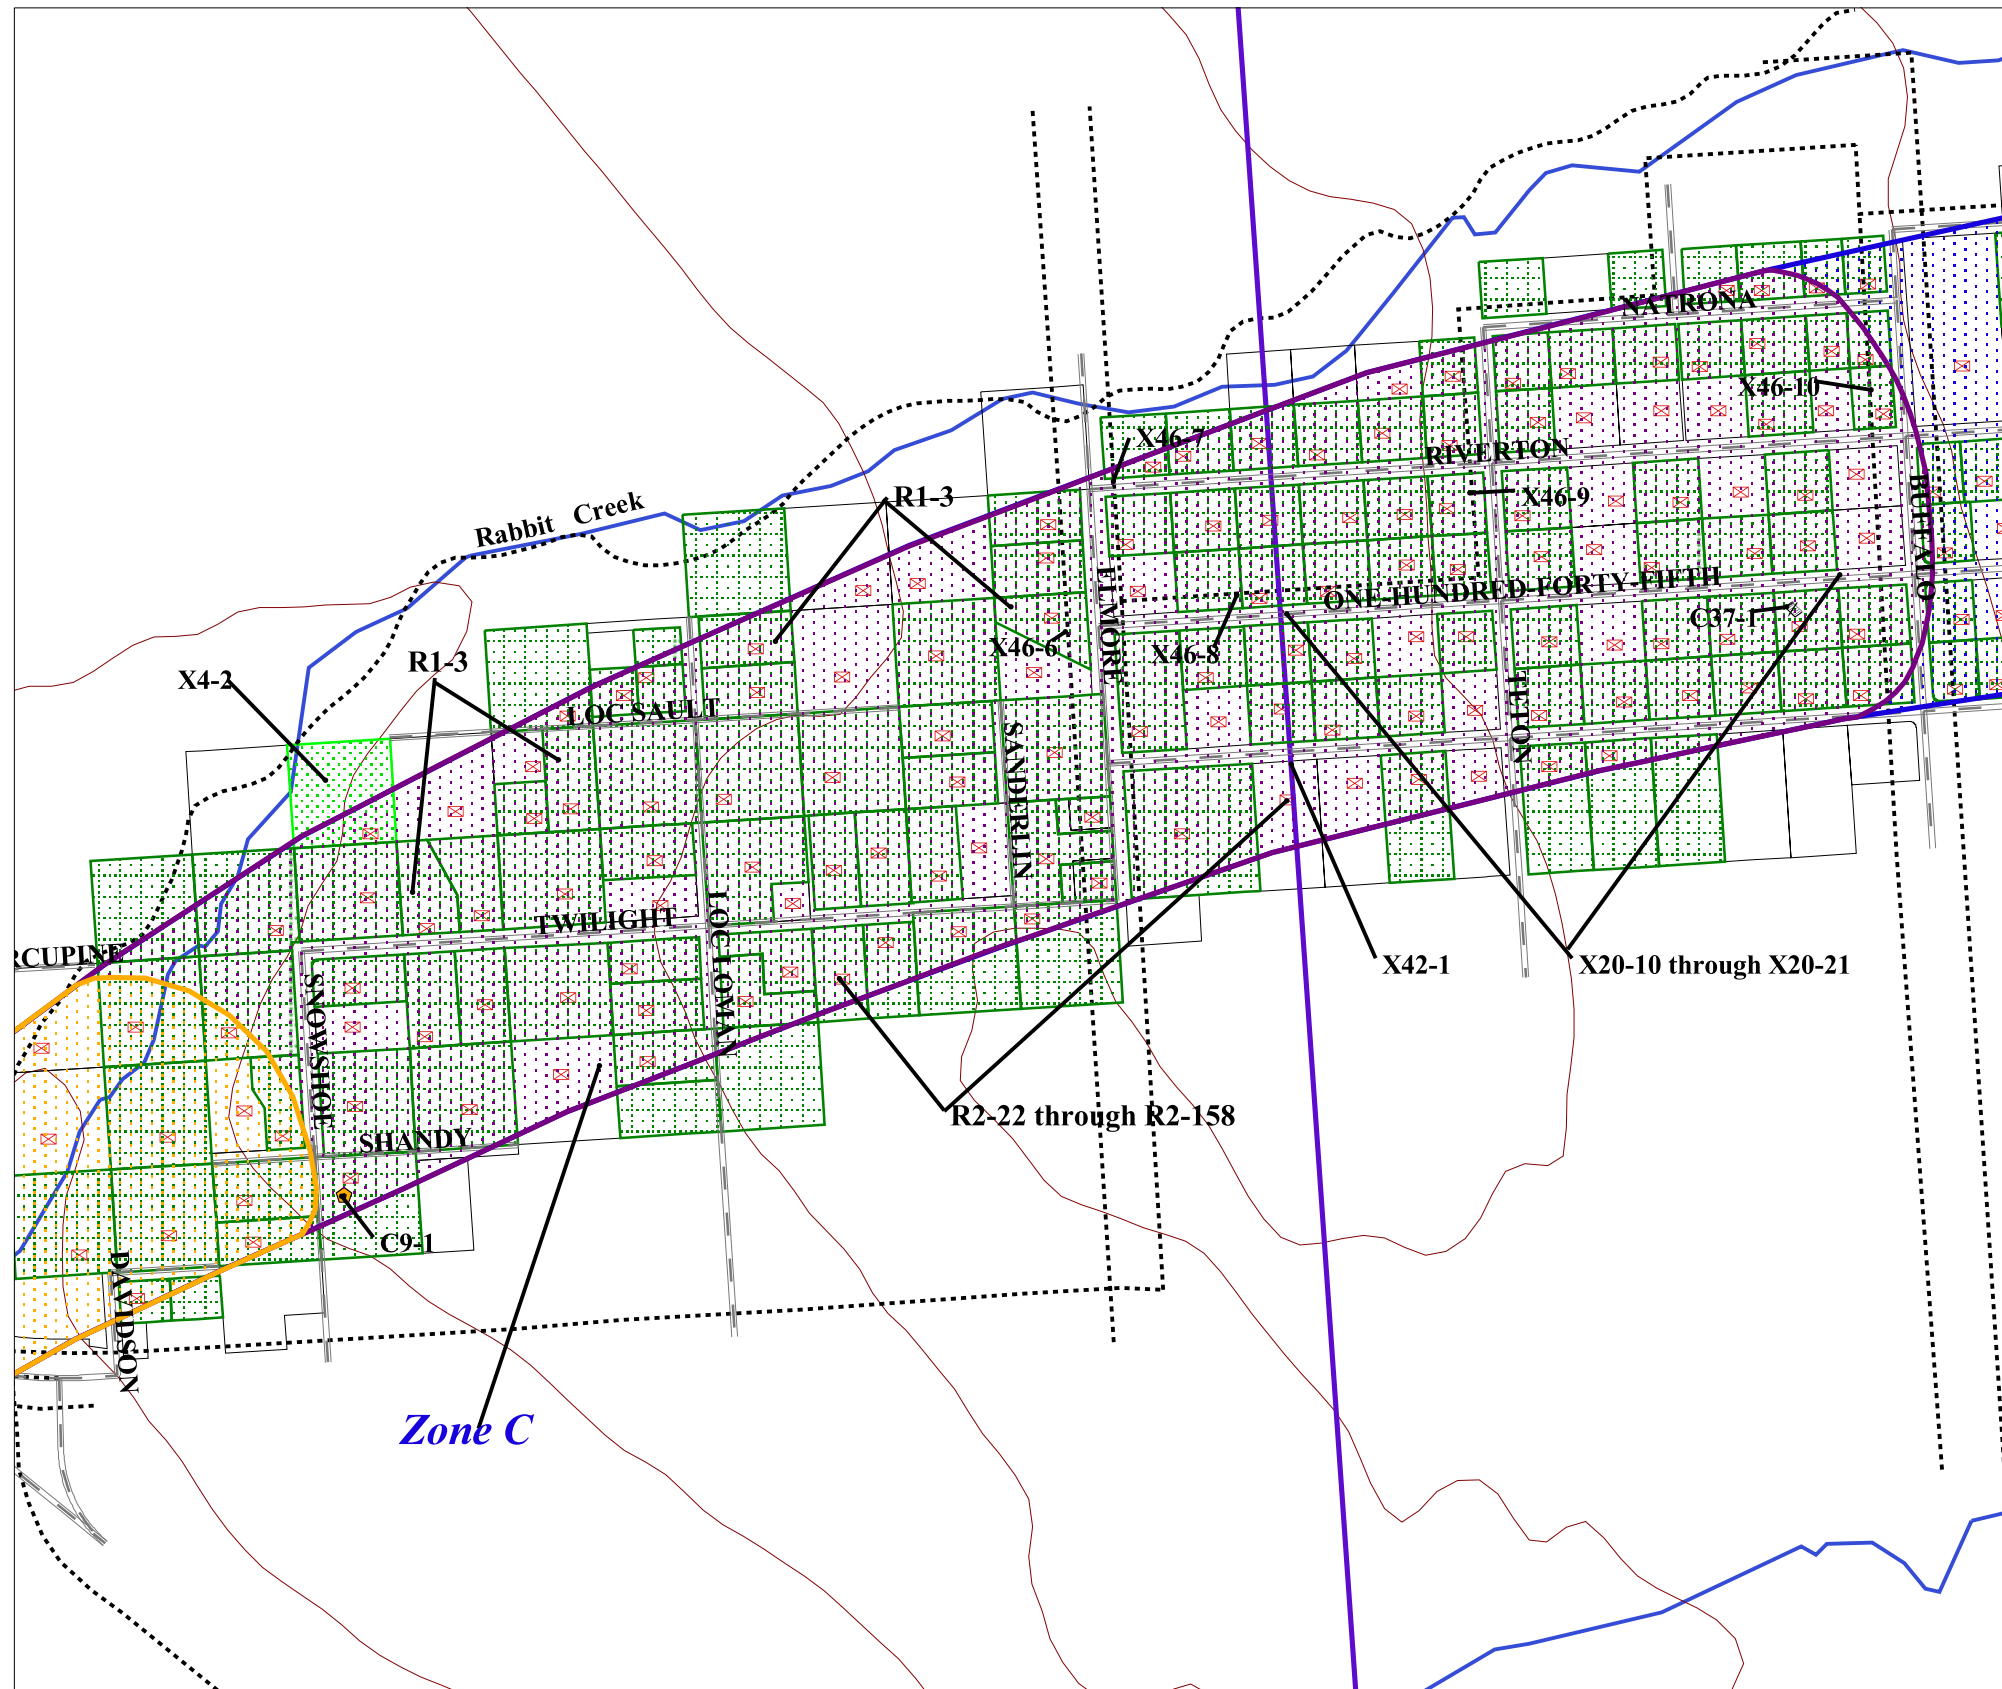 NATRONA
X46-10
X46-7
RIVERTON
R1-3
X46-9
BUFFALO
Rabbit Creek
ELMORE
ONE HUNDRED FORTY-FIFTH
C37-1
X46-6
X46-8
R1-3
X4-2
LOC SAULT
TETON
SANDERLIN
TWILIGHT
LOC LOMAN
RCUPINE
X42-1
X20-10 through X20-21
SNOWSHOE
R2-22 through R2-158
SHANDY
C9-1
DAVIDSON
Zone C